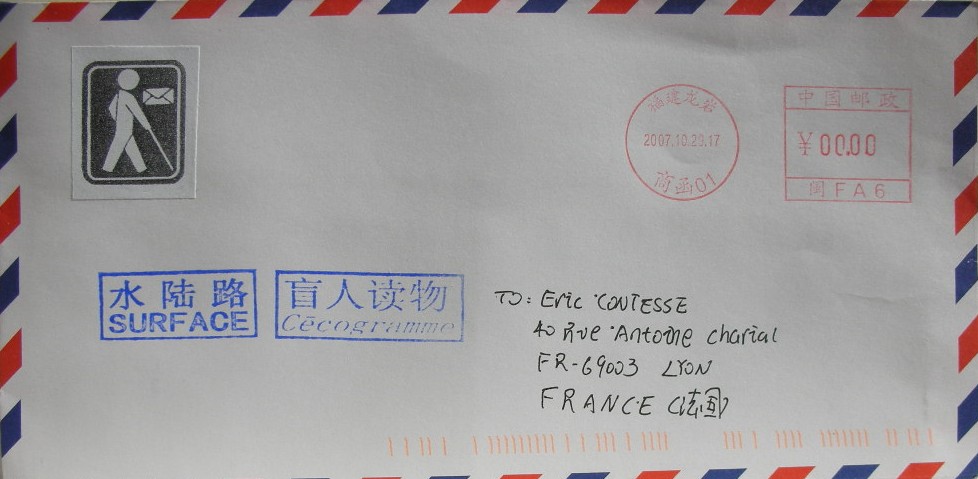 福建龙岩
2007.10.29.17
商函01
中国邮政
¥00.00
闽FA6
水陆路
SURFACE
盲人读物
Cēcogramme
TO: Eric CONTESSE
40 Rue Antoine Charial
FR-69003 LYON
FRANCE (法国)